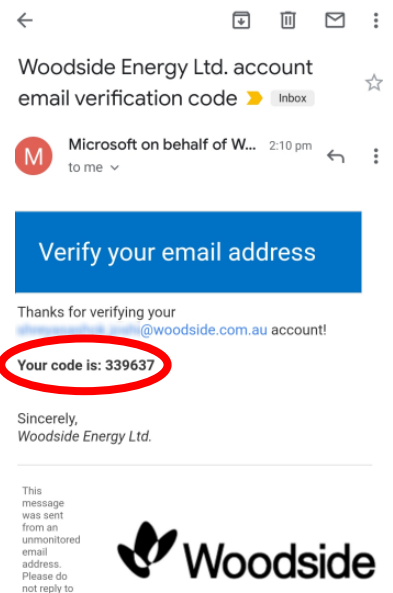 Woodside Energy Ltd. account
email verification code Inbox
M
Microsoft on behalf of W... 2:10 pm
to me
Verify your email address
Thanks for verifying your
@woodside.com.au account!
Your code is: 339637
Sincerely,
Woodside Energy Ltd.
This
message
was sent
from an
unmonitored
email
address.
Please do
not reply to
Woodside